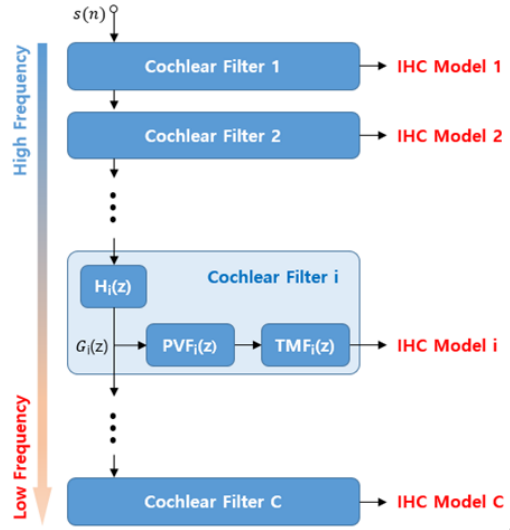 s(n)
High Frequency
Cochlear Filter 1
IHC Model 1
Cochlear Filter 2
IHC Model 2
Cochlear Filter i
Hᵢ(z)
Gᵢ(z)
PVFᵢ(z)
TMFᵢ(z)
IHC Model i
Low Frequency
Cochlear Filter C
IHC Model C